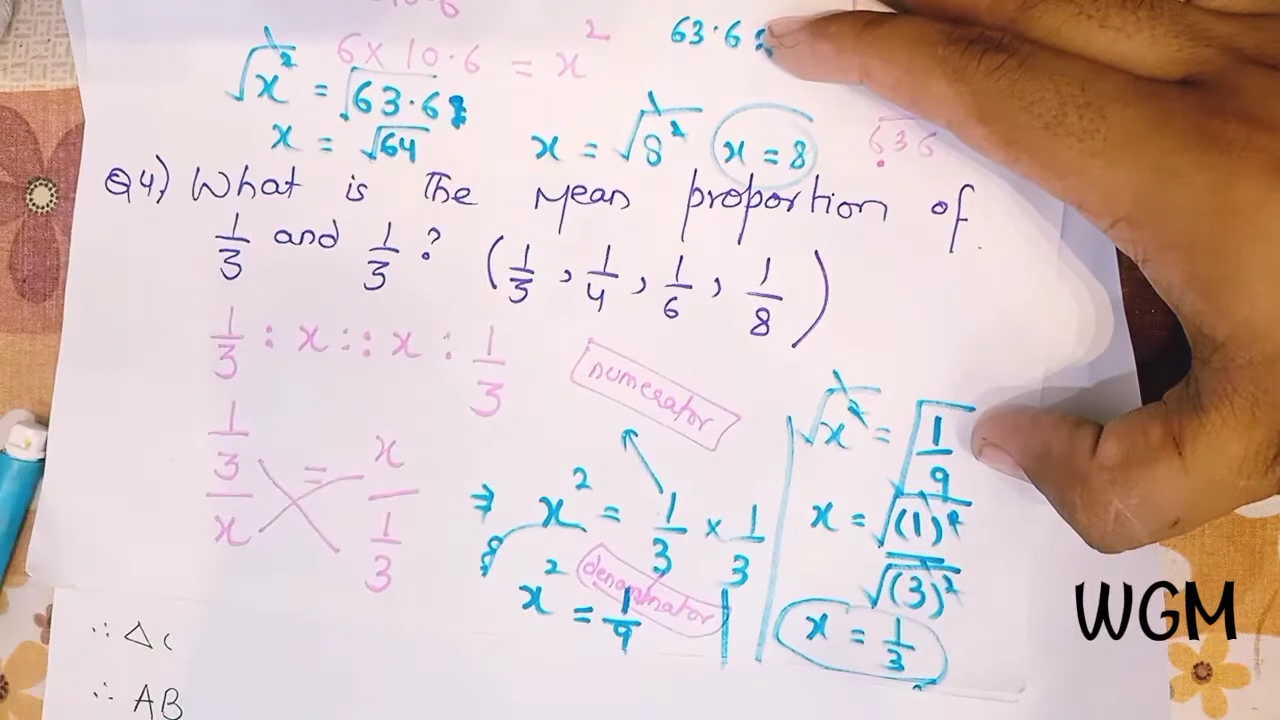 6 × 10.6 = x²
63.6
√x² = √63.6
x = √64
x = √8²
x = 8
636
Q4) What is The Mean proportion of
1/3 and 1/3 ? (1/3, 1/4, 1/6, 1/8)
1/3 : x :: x : 1/3
numerator
1/3 / x = x / 1/3
⇒ x² = 1/3 × 1/3
denominator
x² = 1/9
√x² = √1/9
x = √(1)² / √(3)²
x = 1/3
WGM
∴ △
∴ AB